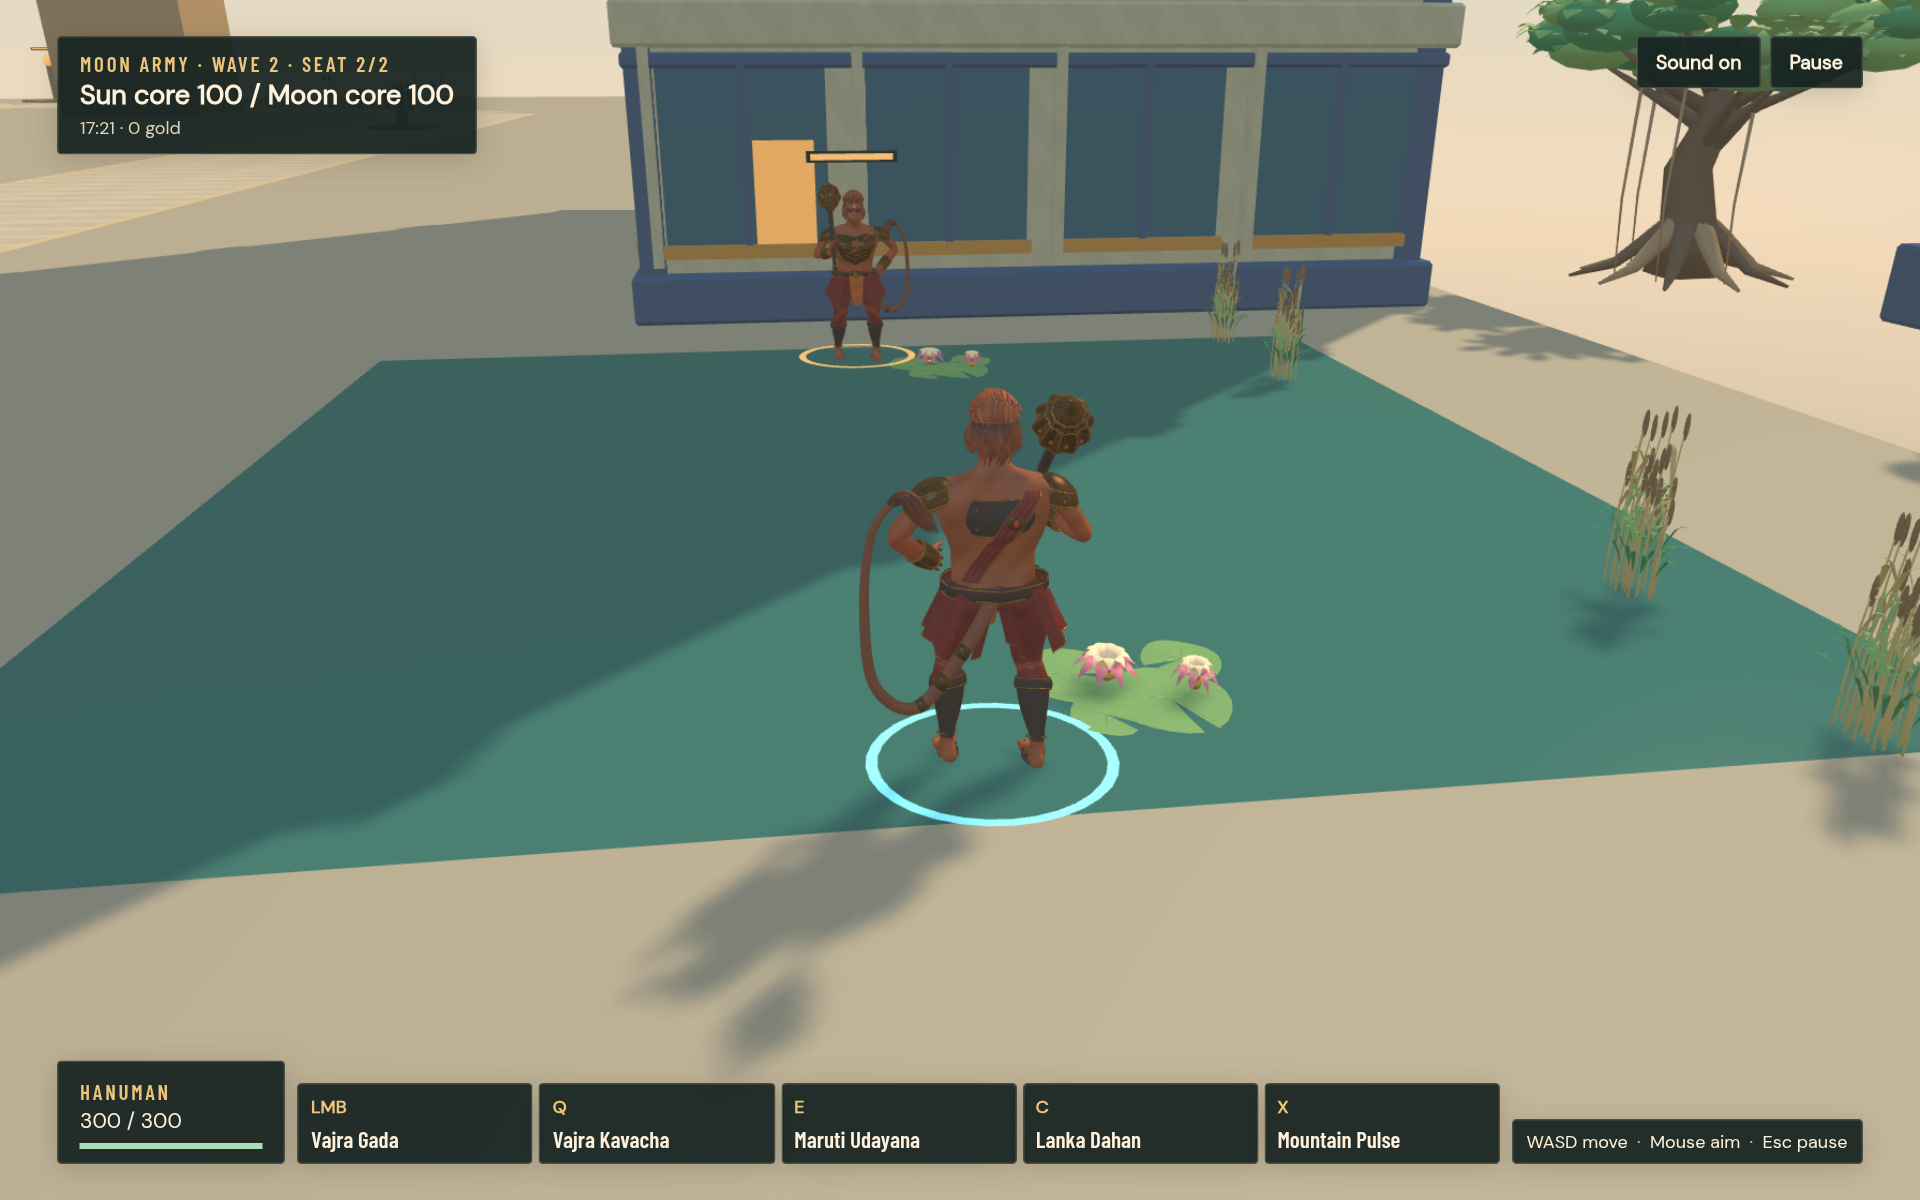 MOON ARMY · WAVE 2 · SEAT 2/2
Sun core 100 / Moon core 100
17:21 · 0 gold
Sound on
Pause
HANUMAN
300 / 300
LMB
Vajra Gada
Q
Vajra Kavacha
E
Maruti Udayana
C
Lanka Dahan
X
Mountain Pulse
WASD move · Mouse aim · Esc pause